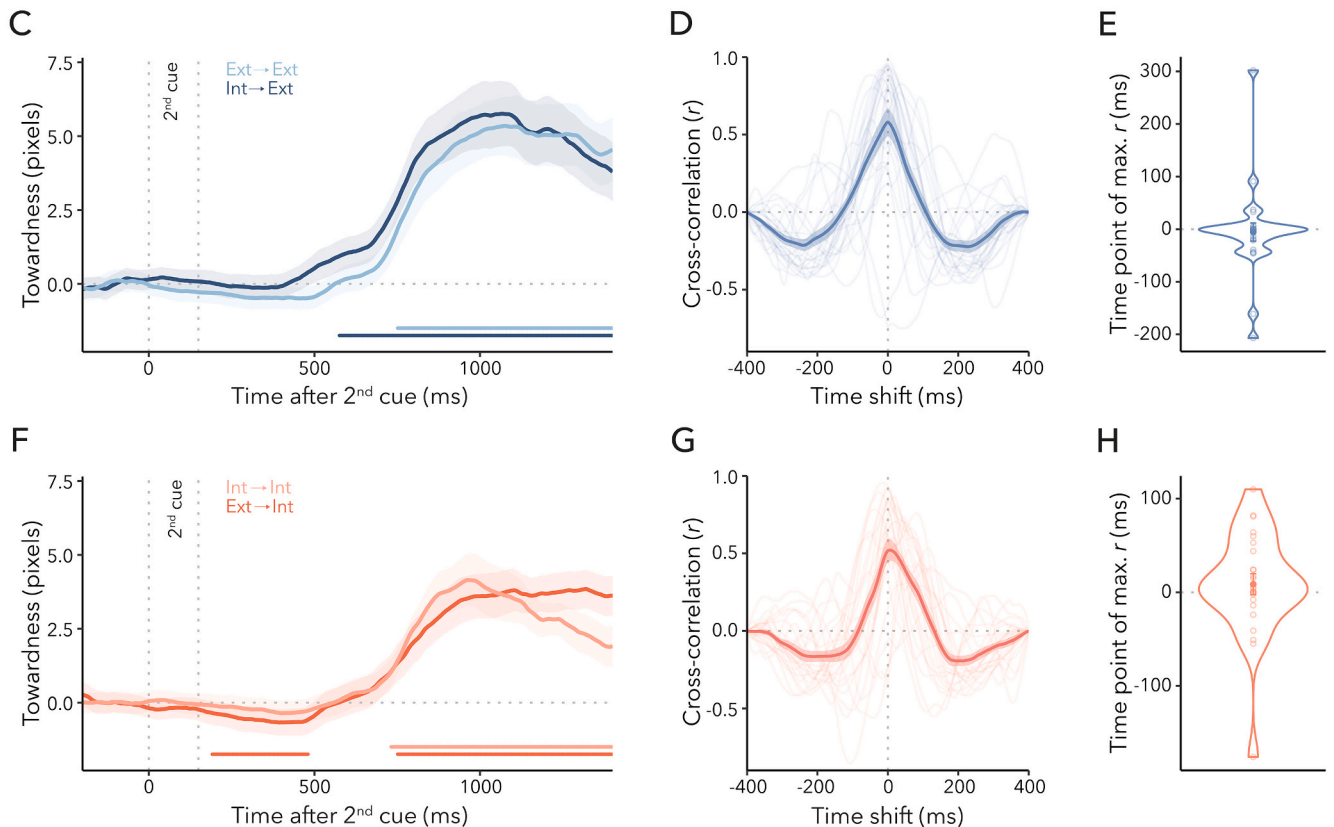 C
7.5
5.0
2.5
0.0
Towardness (pixels)
2nd cue
Ext→Ext
Int→Ext
0
500
1000
Time after 2nd cue (ms)
D
1.0
0.5
0.0
-0.5
Cross-correlation (r)
-400
-200
0
200
400
Time shift (ms)
E
300
200
100
0
-100
-200
Time point of max. r (ms)
F
7.5
5.0
2.5
0.0
Towardness (pixels)
2nd cue
Int→Int
Ext→Int
0
500
1000
Time after 2nd cue (ms)
G
1.0
0.5
0.0
-0.5
Cross-correlation (r)
-400
-200
0
200
400
Time shift (ms)
H
100
0
-100
Time point of max. r (ms)